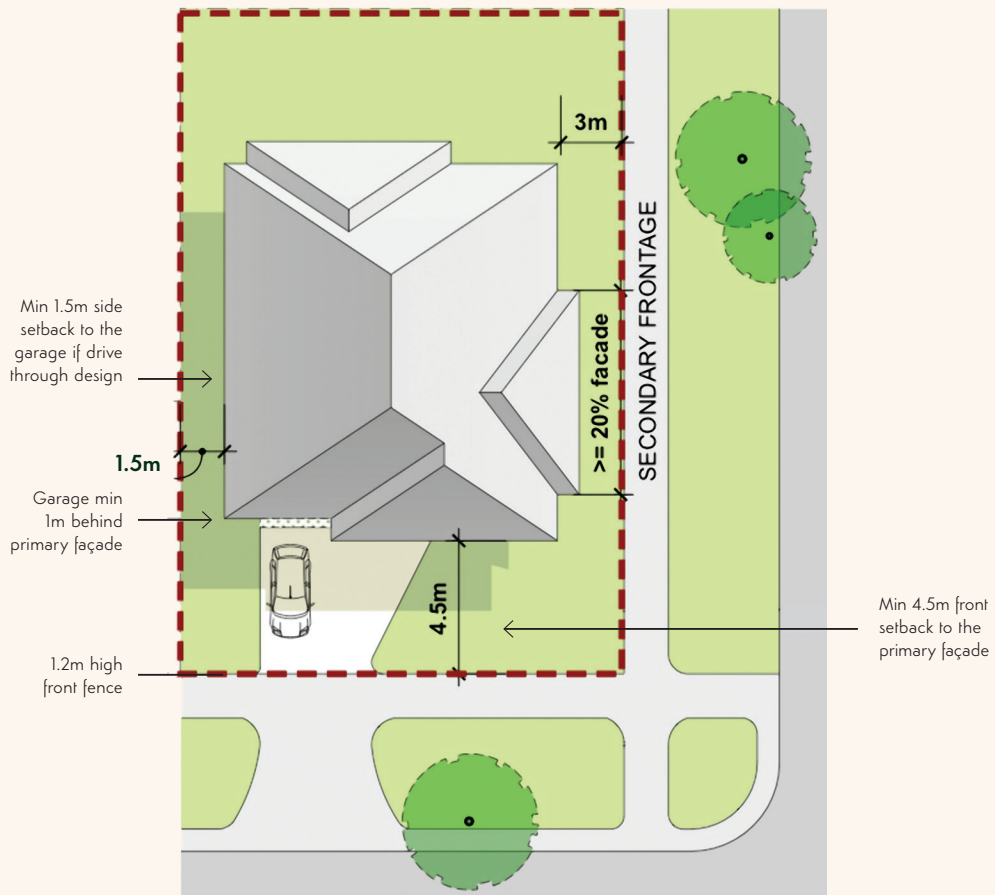 3m
SECONDARY FRONTAGE
>= 20% facade
Min 1.5m side
setback to the
garage if drive
through design
1.5m
Garage min
1m behind
primary façade
4.5m
Min 4.5m front
setback to the
primary façade
1.2m high
front fence